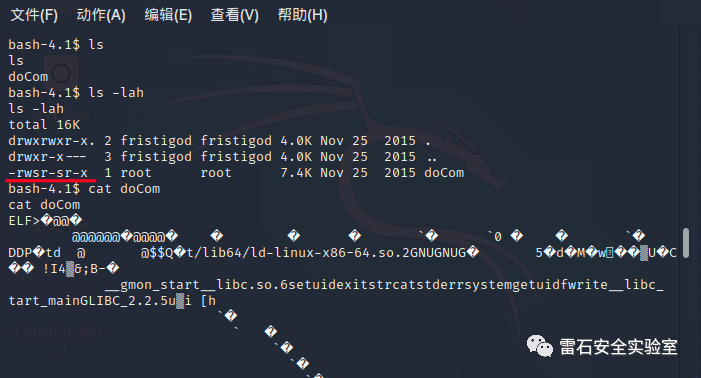 文件(F) 动作(A) 编辑(E) 查看(V) 帮助(H)
bash-4.1$ ls
ls
doCom
bash-4.1$ ls -lah
ls -lah
total 16K
drwxrwxr-x. 2 fristigod fristigod 4.0K Nov 25 2015 .
drwxr-x--- 3 fristigod fristigod 4.0K Nov 25 2015 ..
-rwsr-sr-x 1 root root 7.4K Nov 25 2015 doCom
bash-4.1$ cat doCom
cat doCom
ELF>�@@�
@@@@@@�@@@@� � � � `� `0 � � `�
DDP�td @ @$$Q�t/lib64/ld-linux-x86-64.so.2GNUGNUG� 5�d�M�w��U�C
�� !I4&;B-�
__gmon_start__libc.so.6setuidexitstrcatstderrsystemgetuidfwrite__libc_
tart_mainGLIBC_2.2.5u i [h
`�
雷石安全实验室